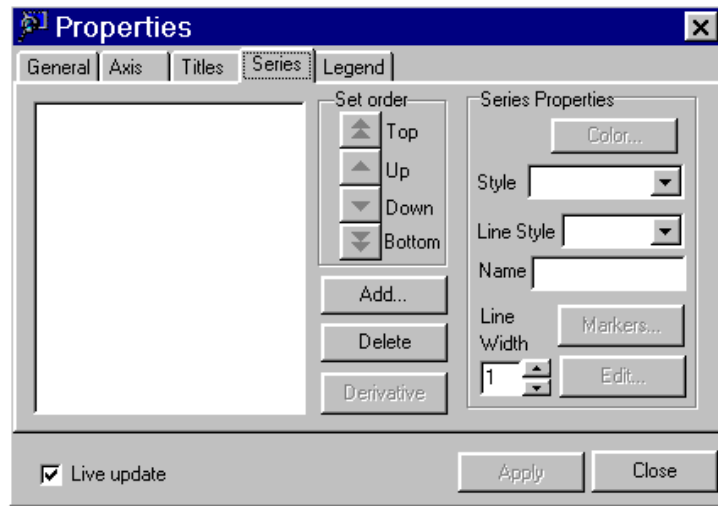 Properties
General Axis Titles Series Legend
Set order
Top
Up
Down
Bottom
Add...
Delete
Derivative
Series Properties
Color...
Style
Line Style
Name
Line
Width
1
Markers...
Edit...
Live update
Apply
Close